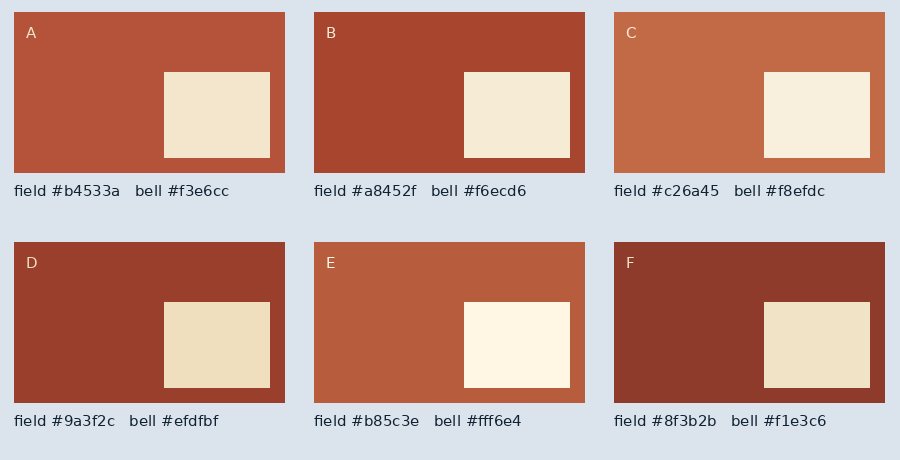 A
B
C
field #b4533a bell #f3e6cc
field #a8452f bell #f6ecd6
field #c26a45 bell #f8efdc
D
E
F
field #9a3f2c bell #efdfbf
field #b85c3e bell #fff6e4
field #8f3b2b bell #f1e3c6